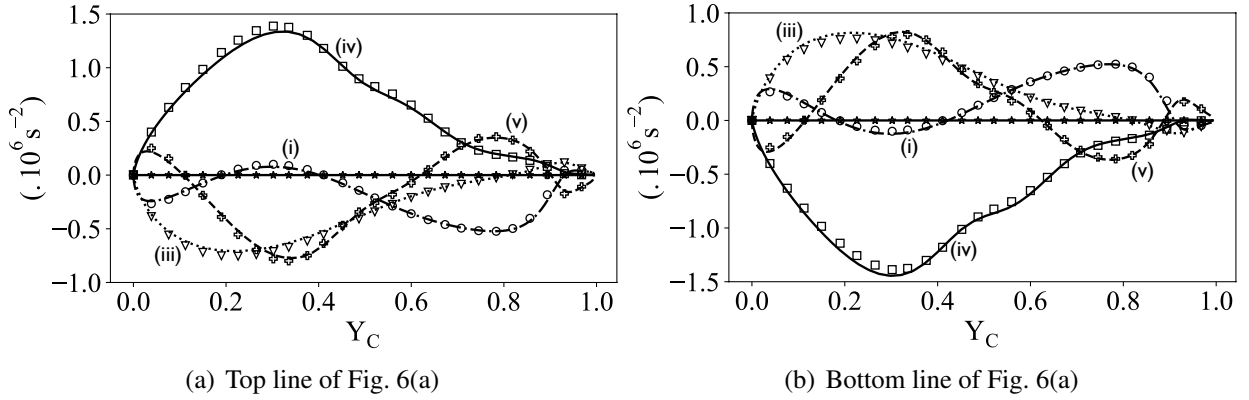 1.5
1.0
0.5
0.0
−0.5
−1.0
(. 10⁶ s⁻²)
(iv)
(v)
(i)
(iii)
0.0 0.2 0.4 0.6 0.8 1.0
Y_C
(a) Top line of Fig. 6(a)
1.0
0.5
0.0
−0.5
−1.0
−1.5
(. 10⁶ s⁻²)
(iii)
(i)
(v)
(iv)
0.0 0.2 0.4 0.6 0.8 1.0
Y_C
(b) Bottom line of Fig. 6(a)